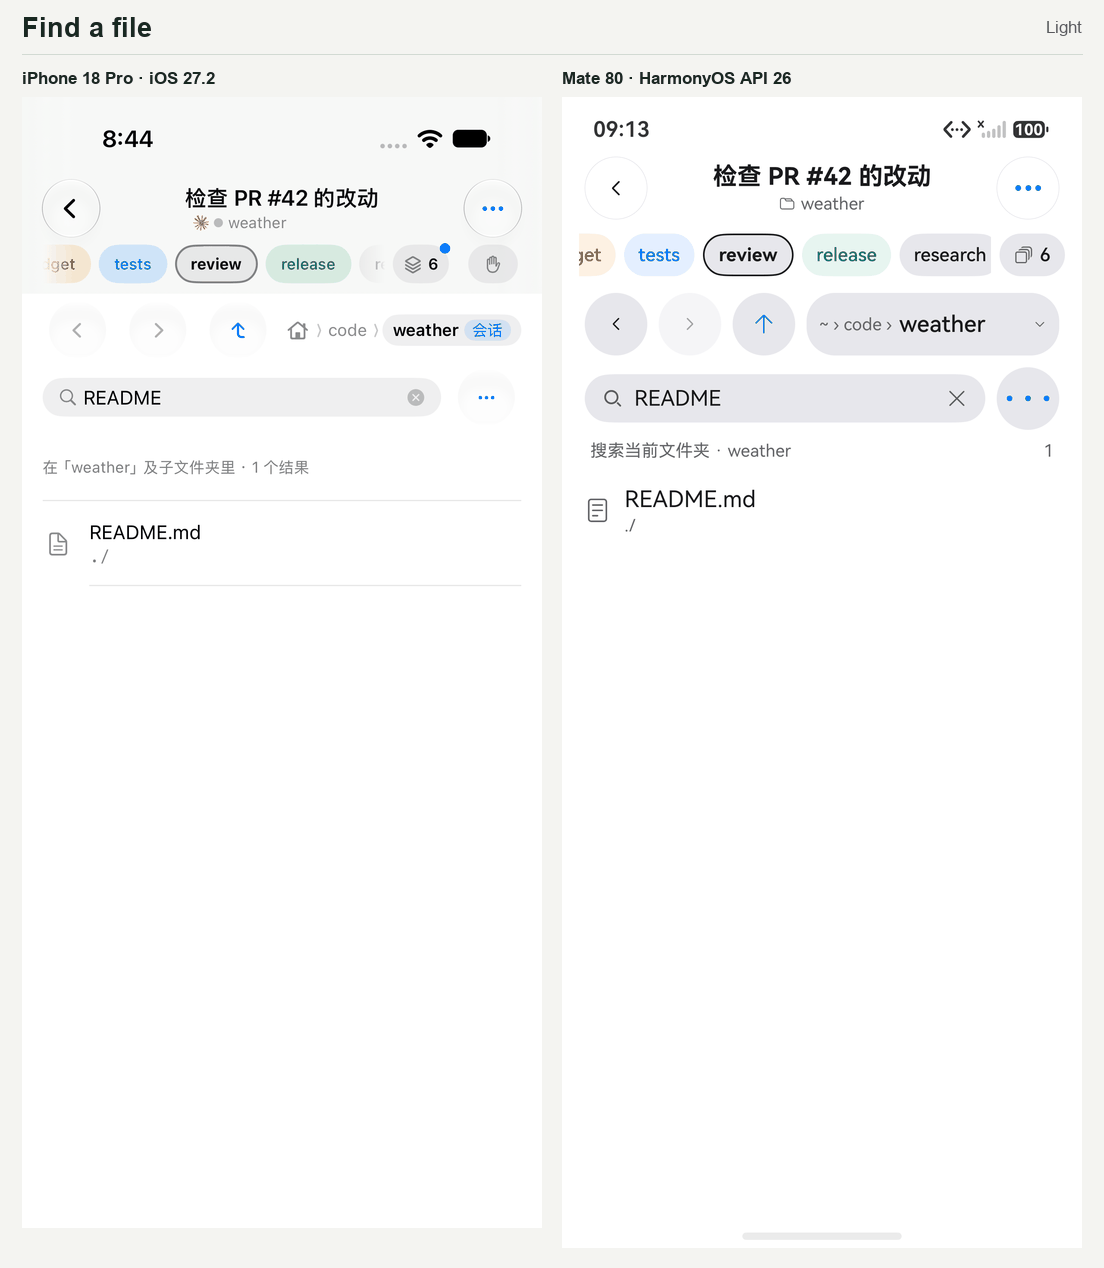 Find a file
Light
iPhone 18 Pro · iOS 27.2
8:44
检查 PR #42 的改动
weather
dget
tests
review
release
re
6
code
weather 会话
README
在「weather」及子文件夹里 · 1 个结果
README.md
./
Mate 80 · HarmonyOS API 26
09:13
100
检查 PR #42 的改动
weather
get
tests
review
release
research
6
~ › code › weather
README
搜索当前文件夹 · weather
1
README.md
./